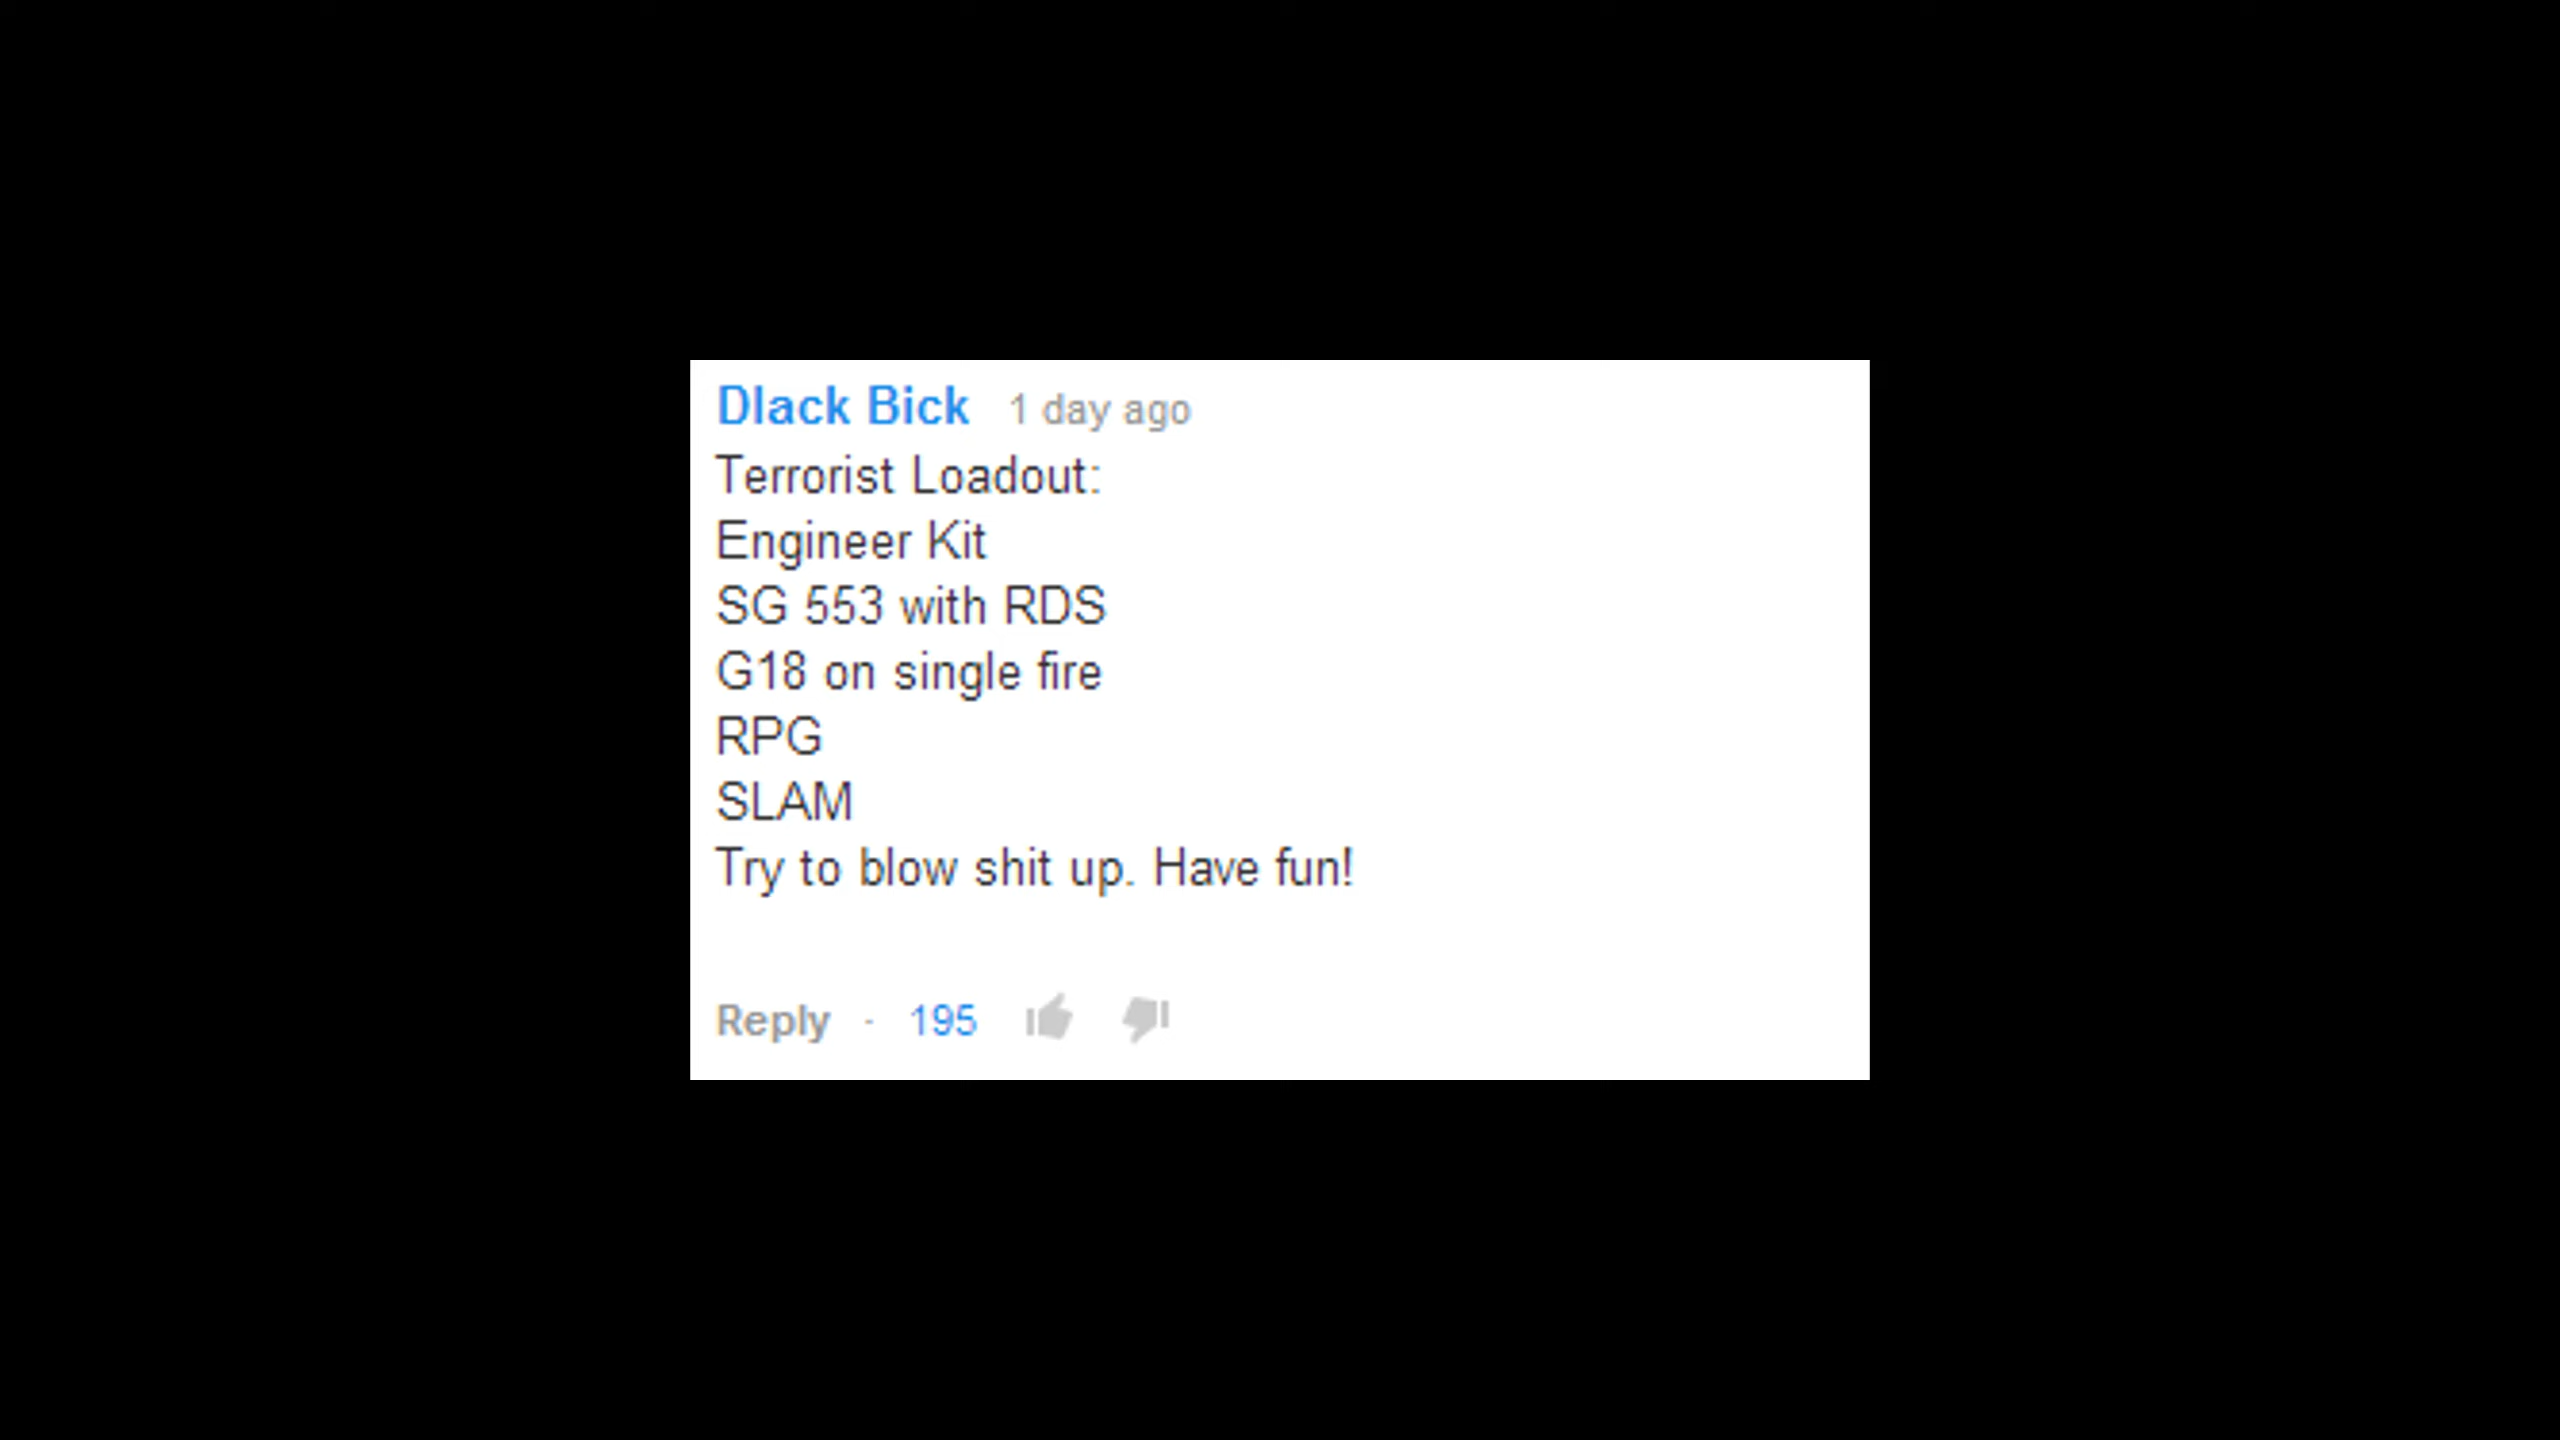 Dlack Bick 1 day ago
Terrorist Loadout:
Engineer Kit
SG 553 with RDS
G18 on single fire
RPG
SLAM
Try to blow shit up. Have fun!
Reply · 195